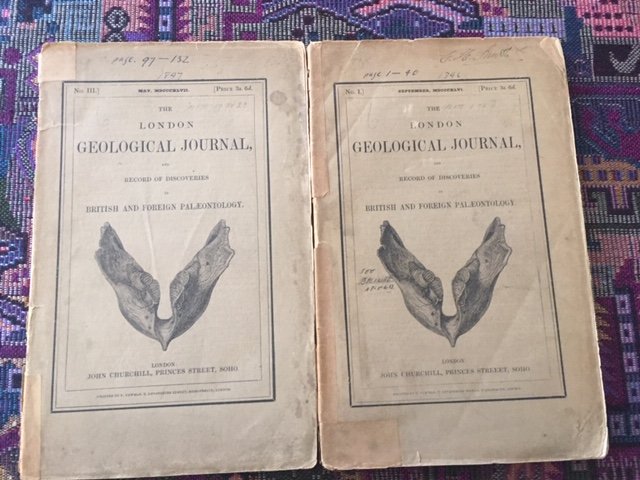 page. 97-132
1847
No. III.] MAY, MDCCCXLVII. [PRICE 3s. 6d.
THE
LONDON
GEOLOGICAL JOURNAL,
AND
RECORD OF DISCOVERIES
IN
BRITISH AND FOREIGN PALÆONTOLOGY.
LONDON:
JOHN CHURCHILL, PRINCES STREET, SOHO
page 1-40
1846
No. I.] SEPTEMBER, MDCCCXLVI. [PRICE 3s. 6d.
THE
LONDON
GEOLOGICAL JOURNAL,
AND
RECORD OF DISCOVERIES
IN
BRITISH AND FOREIGN PALÆONTOLOGY.
LONDON:
JOHN CHURCHILL, PRINCES STREET, SOHO